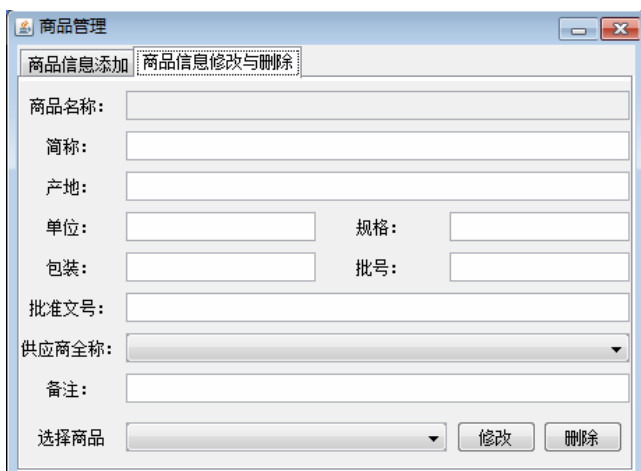 商品管理
商品信息添加 商品信息修改与删除
商品名称：
简称：
产地：
单位： 规格：
包装： 批号：
批准文号：
供应商全称：
备注：
选择商品 修改 删除